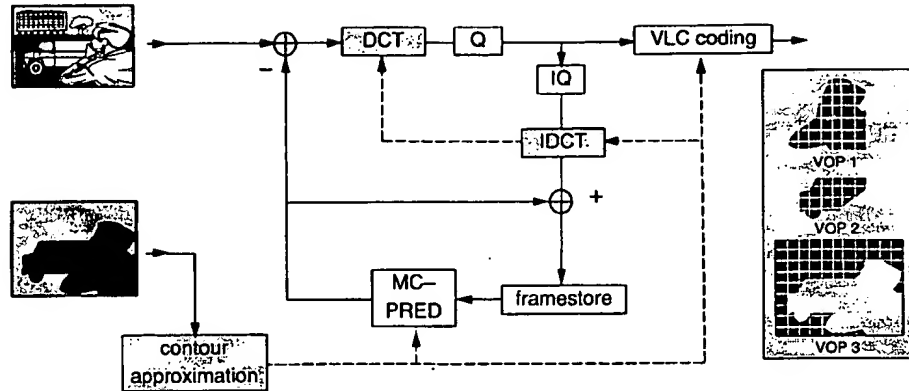 DCT
Q
VLC coding
–
IQ
IDCT
+
VOP 1
VOP 2
MC–
PRED
framestore
contour
approximation
VOP 3